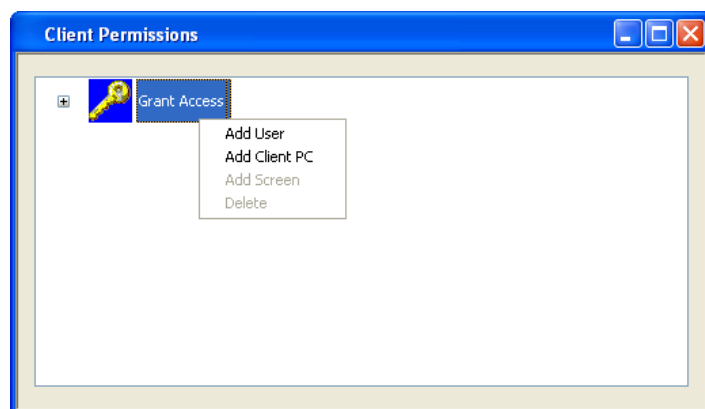 Client Permissions
Grant Access
Add User
Add Client PC
Add Screen
Delete